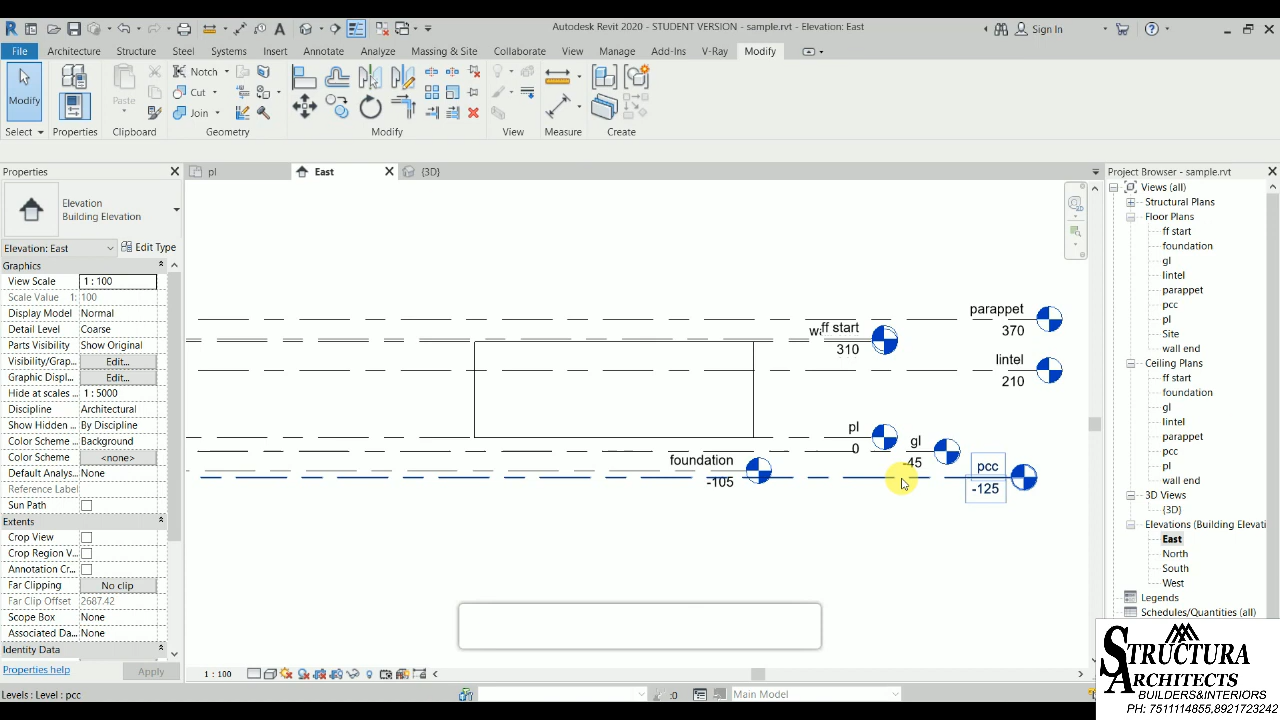 Autodesk Revit 2020 - STUDENT VERSION - sample.rvt - Elevation: East
Sign In
File Architecture Structure Steel Systems Insert Annotate Analyze Massing & Site Collaborate View Manage Add-Ins V-Ray Modify
Modify
Paste
Notch
Cut
Join
Select Properties Clipboard Geometry Modify View Measure Create
pl
East
{3D}
Properties
Elevation
Building Elevation
Elevation: East
Edit Type
Graphics
View Scale 1 : 100
Scale Value 1: 100
Display Model Normal
Detail Level Coarse
Parts Visibility Show Original
Visibility/Grap... Edit...
Graphic Displ... Edit...
Hide at scales ... 1 : 5000
Discipline Architectural
Show Hidden ... By Discipline
Color Scheme ... Background
Color Scheme <none>
Default Analys... None
Reference Label
Sun Path
Extents
Crop View
Crop Region V...
Annotation Cr...
Far Clipping No clip
Far Clip Offset 2687.42
Scope Box None
Associated Da... None
Identity Data
Properties help
Apply
parappet
370
ff start
310
lintel
210
pl
0
gl
-45
foundation
-105
pcc
-125
Project Browser - sample.rvt
Views (all)
Structural Plans
Floor Plans
ff start
foundation
gl
lintel
parappet
pcc
pl
Site
wall end
Ceiling Plans
ff start
foundation
gl
lintel
parappet
pcc
pl
wall end
3D Views
{3D}
Elevations (Building Elevati
East
North
South
West
Legends
Schedules/Quantities (all)
1 : 100
Levels : Level : pcc
:0
Main Model
STRUCTURA
ARCHITECTS
BUILDERS&INTERIORS
PH: 7511114855,8921723242